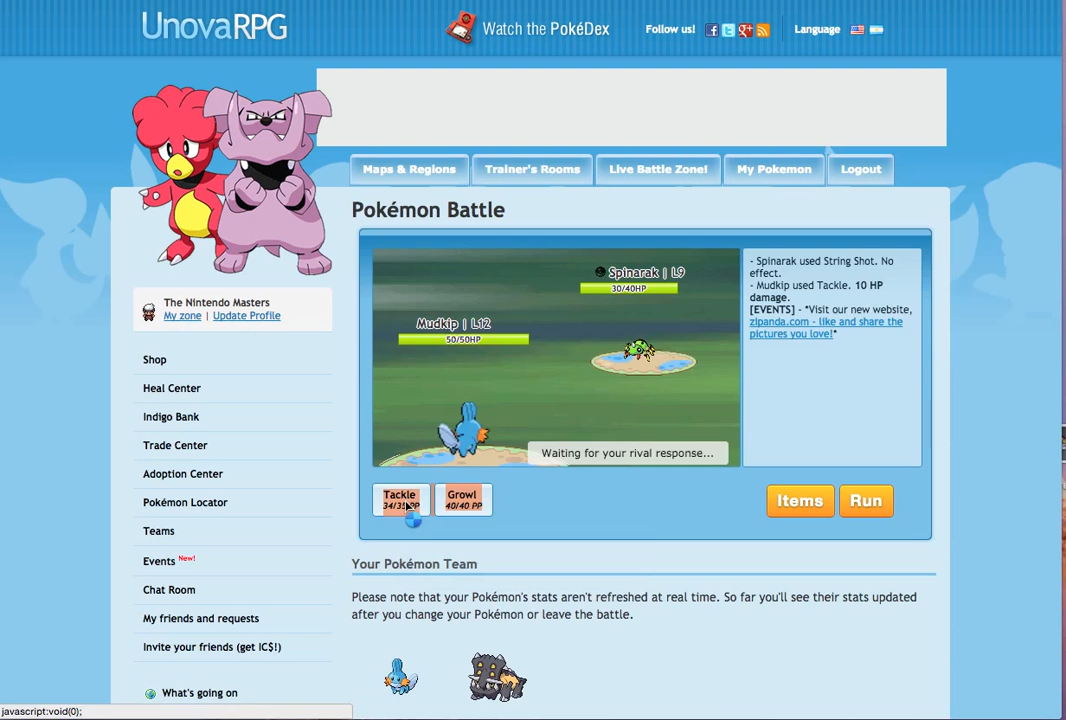 UnovaRPG
Watch the PokéDex
Follow us!
Language
Maps & Regions
Trainer's Rooms
Live Battle Zone!
My Pokemon
Logout
Pokémon Battle
The Nintendo Masters
My zone | Update Profile
Shop
Heal Center
Indigo Bank
Trade Center
Adoption Center
Pokémon Locator
Teams
Events New!
Chat Room
My friends and requests
Invite your friends (get IC$!)
What's going on
Spinarak | L9
30/40HP
Mudkip | L12
50/50HP
Waiting for your rival response...
- Spinarak used String Shot. No
effect.
- Mudkip used Tackle. 10 HP
damage.
[EVENTS] - *Visit our new website,
zipanda.com - like and share the
pictures you love!*
Tackle
34/35 PP
Growl
40/40 PP
Items
Run
Your Pokémon Team
Please note that your Pokémon's stats aren't refreshed at real time. So far you'll see their stats updated
after you change your Pokémon or leave the battle.
javascript:void(0);